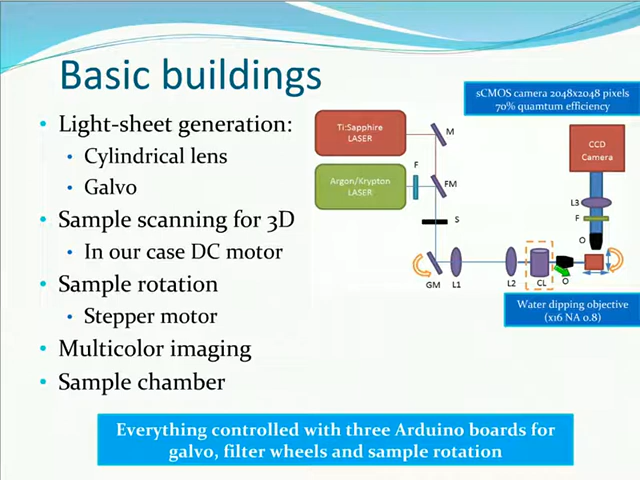 Basic buildings
sCMOS camera 2048x2048 pixels
70% quamtum efficiency
• Light-sheet generation:
• Cylindrical lens
• Galvo
• Sample scanning for 3D
• In our case DC motor
• Sample rotation
• Stepper motor
• Multicolor imaging
• Sample chamber
Ti:Sapphire
LASER
M
CCD
Camera
F
Argon/Krypton
LASER
FM
L3
F
S
O
GM
L1
L2
CL
O
Water dipping objective
(x16 NA 0.8)
Everything controlled with three Arduino boards for
galvo, filter wheels and sample rotation